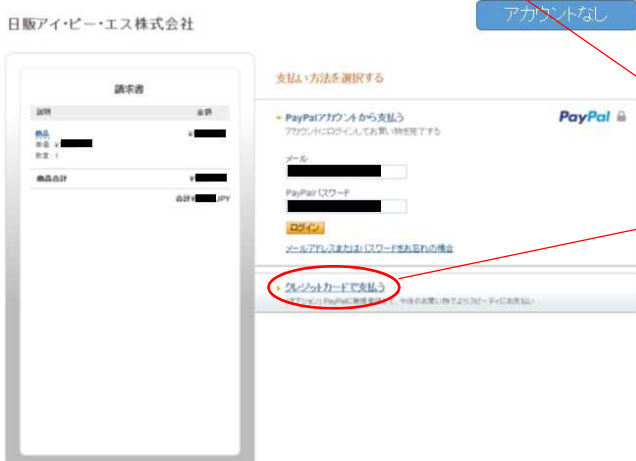 日販アイ・ピー・エス株式会社
アカウントなし
請求書
説明 金額
商品 ¥
単価: ¥
数量: 1
商品合計 ¥
合計¥ JPY
支払い方法を選択する
PayPalアカウントから支払う
PayPal
アカウントにログインしてお買い物を完了する
メール
PayPalパスワード
ログイン
メールアドレスまたはパスワードをお忘れの場合
クレジットカードで支払う